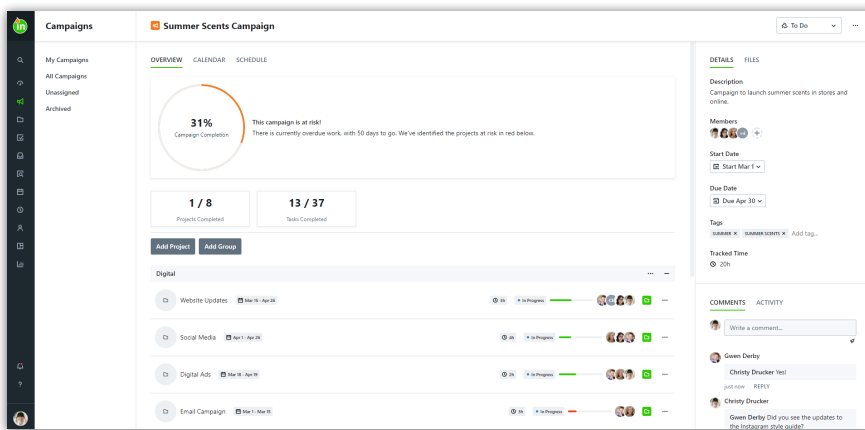 in
Campaigns
Summer Scents Campaign
To Do
My Campaigns
All Campaigns
Unassigned
Archived
OVERVIEW CALENDAR SCHEDULE
31%
Campaign Completion
This campaign is at risk!
There is currently overdue work, with 50 days to go. We've identified the projects at risk in red below.
1 / 8
Projects Completed
13 / 37
Tasks Completed
Add Project Add Group
Digital
Website Updates Mar 15 - Apr 26 In Progress
Social Media Apr 1 - Apr 26 4h In Progress
Digital Ads Mar 18 - Apr 19 2h In Progress
Email Campaign Mar 1 - Mar 15 In Progress
DETAILS FILES
Description
Campaign to launch summer scents in stores and
online.
Members
Start Date
Start Mar 1
Due Date
Due Apr 30
Tags
SUMMER × SUMMER SCENTS × Add tag...
Tracked Time
20h
COMMENTS ACTIVITY
Write a comment...
Gwen Derby
Christy Drucker Yes!
just now REPLY
Christy Drucker
Gwen Derby Did you see the updates to
the Instagram style guide?